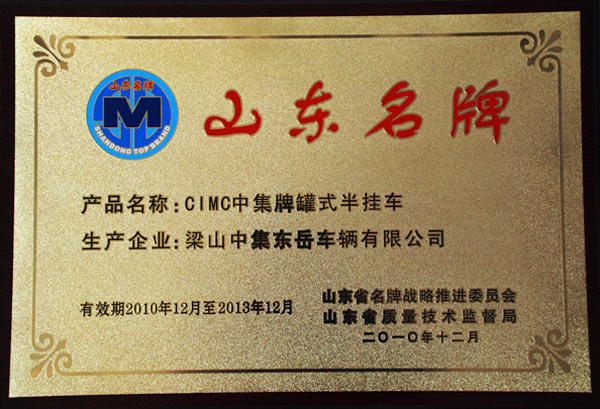 山东名牌
M
SHANDONG TOP BRAND
山东名牌
产品名称:CIMC中集牌罐式半挂车
生产企业:梁山中集东岳车辆有限公司
有效期2010年12月至2013年12月
山东省名牌战略推进委员会
山东省质量技术监督局
二〇一〇年十二月